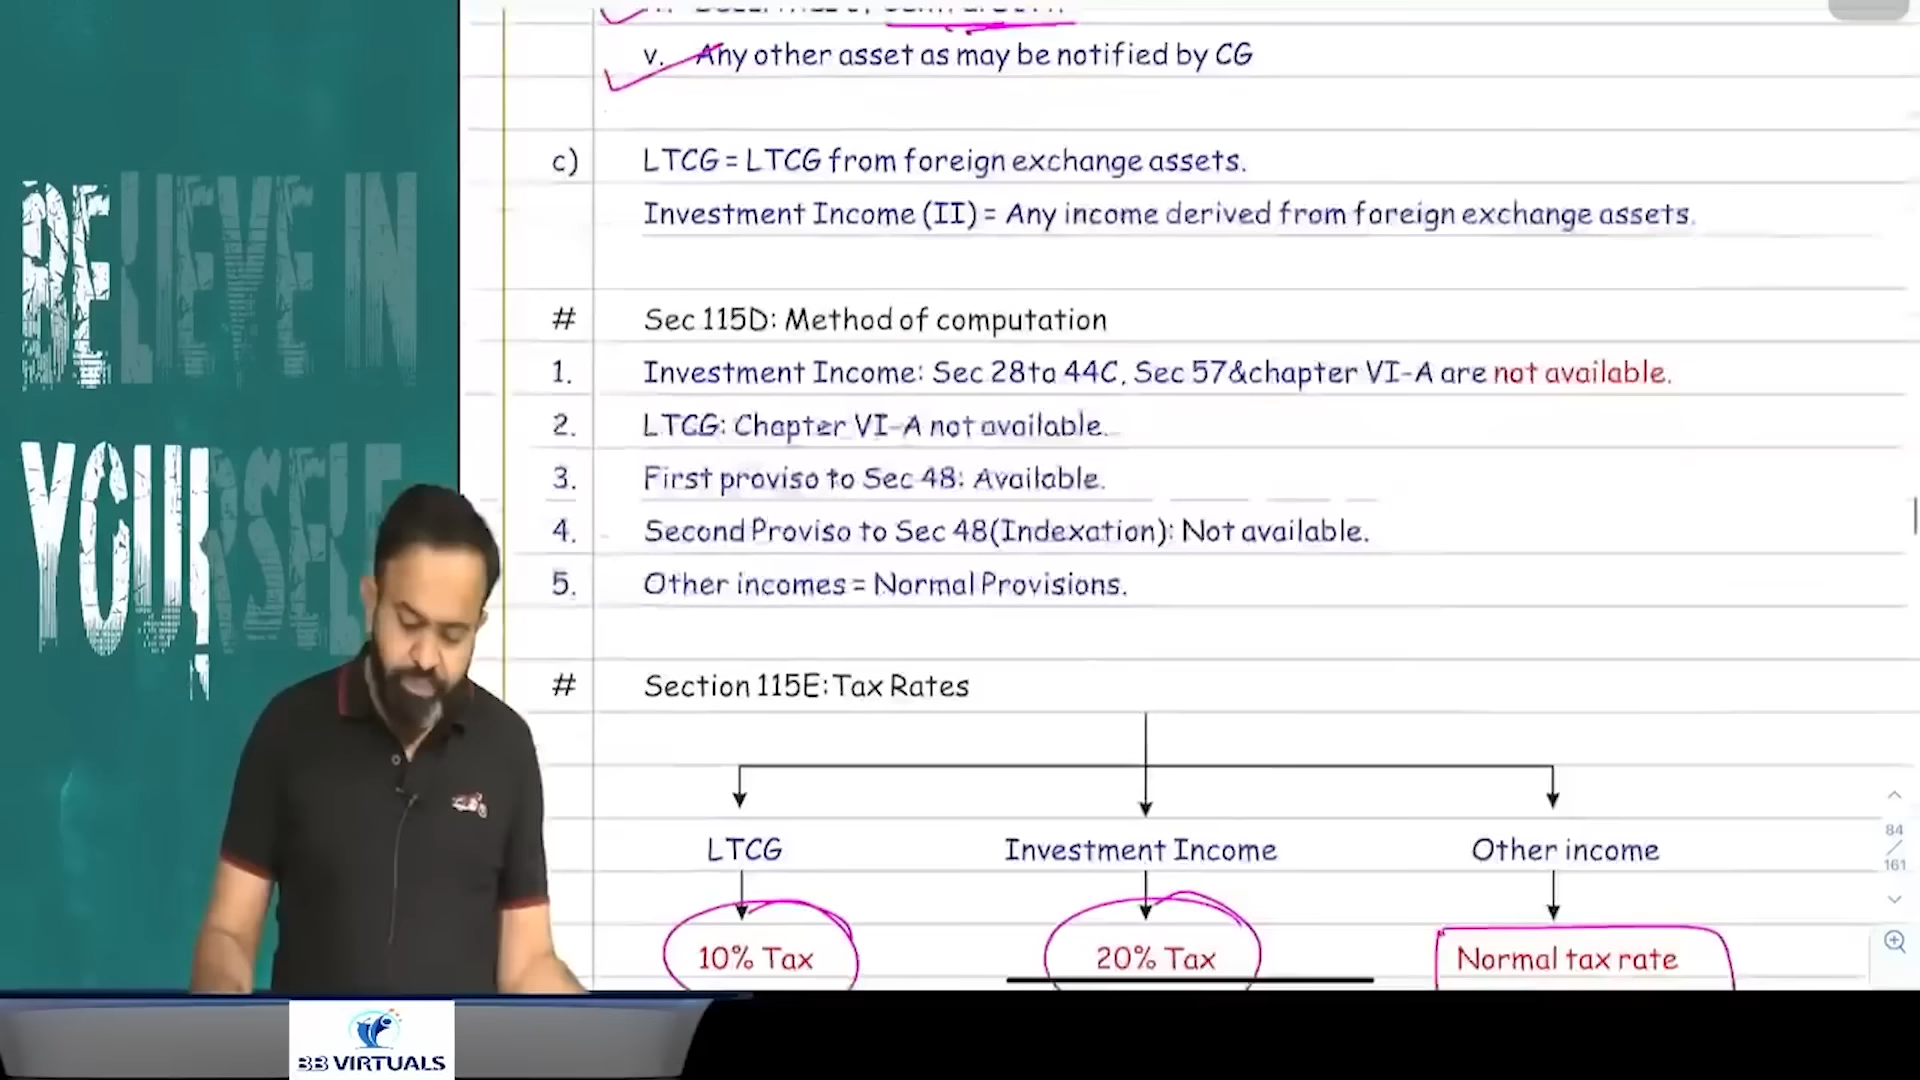 v. Any other asset as may be notified by CG
c) LTCG = LTCG from foreign exchange assets.
Investment Income (II) = Any income derived from foreign exchange assets.
# Sec 115D: Method of computation
1. Investment Income: Sec 28to 44C, Sec 57&chapter VI-A are not available.
2. LTCG: Chapter VI-A not available.
3. First proviso to Sec 48: Available.
4. Second Proviso to Sec 48(Indexation): Not available.
5. Other incomes = Normal Provisions.
# Section 115E: Tax Rates
LTCG Investment Income Other income
10% Tax 20% Tax Normal tax rate
84
/
161
BELIEVE IN
YOURSELF
BB VIRTUALS